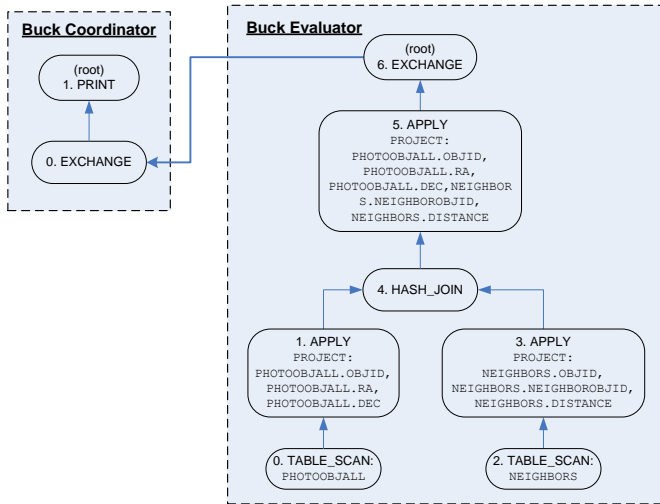 Buck Coordinator
(root)
1. PRINT
0. EXCHANGE
Buck Evaluator
(root)
6. EXCHANGE
5. APPLY
PROJECT:
PHOTOOBJALL.OBJID,
PHOTOOBJALL.RA,
PHOTOOBJALL.DEC,NEIGHBOR
S.NEIGHBOROBJID,
NEIGHBORS.DISTANCE
4. HASH_JOIN
1. APPLY
PROJECT:
PHOTOOBJALL.OBJID,
PHOTOOBJALL.RA,
PHOTOOBJALL.DEC
3. APPLY
PROJECT:
NEIGHBORS.OBJID,
NEIGHBORS.NEIGHBOROBJID,
NEIGHBORS.DISTANCE
0. TABLE_SCAN:
PHOTOOBJALL
2. TABLE_SCAN:
NEIGHBORS